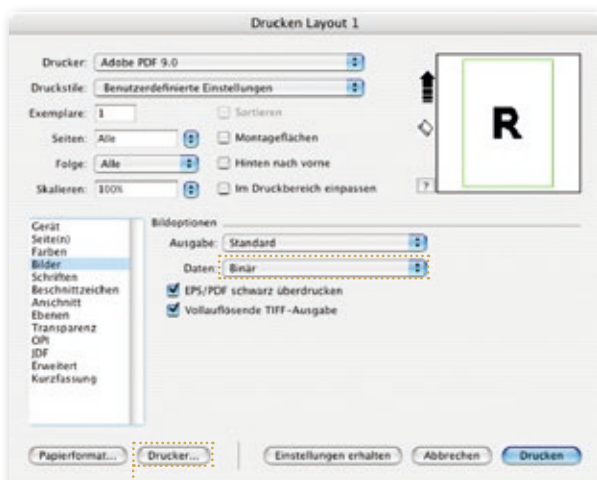 Drucken Layout 1
Drucker: Adobe PDF 9.0
Druckstile: Benutzerdefinierte Einstellungen
Exemplare: 1 Sortieren
Seiten: Alle Montageflächen
Folge: Alle Hinten nach vorne
Skalieren: 100% Im Druckbereich einpassen
R
?
Gerät
Seite(n)
Farben
Bilder
Schriften
Beschnittzeichen
Anschnitt
Ebenen
Transparenz
OPI
JDF
Erweitert
Kurzfassung
Bildoptionen
Ausgabe: Standard
Daten: Binär
EPS/PDF schwarz überdrucken
Vollauflösende TIFF-Ausgabe
Papierformat... Drucker... Einstellungen erhalten Abbrechen Drucken